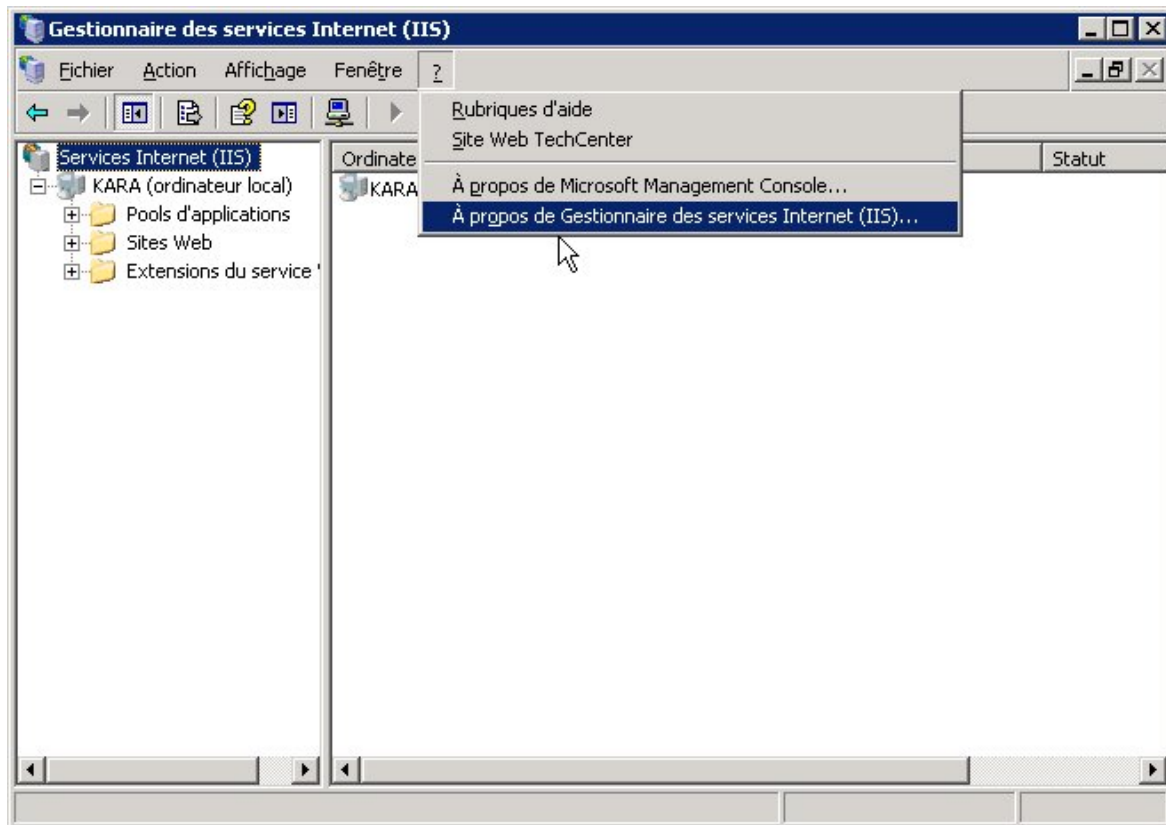 Gestionnaire des services Internet (IIS)
Fichier Action Affichage Fenêtre ?
Rubriques d'aide
Site Web TechCenter
À propos de Microsoft Management Console...
À propos de Gestionnaire des services Internet (IIS)...
Services Internet (IIS)
KARA (ordinateur local)
Pools d'applications
Sites Web
Extensions du service
Ordinate
Statut
KARA